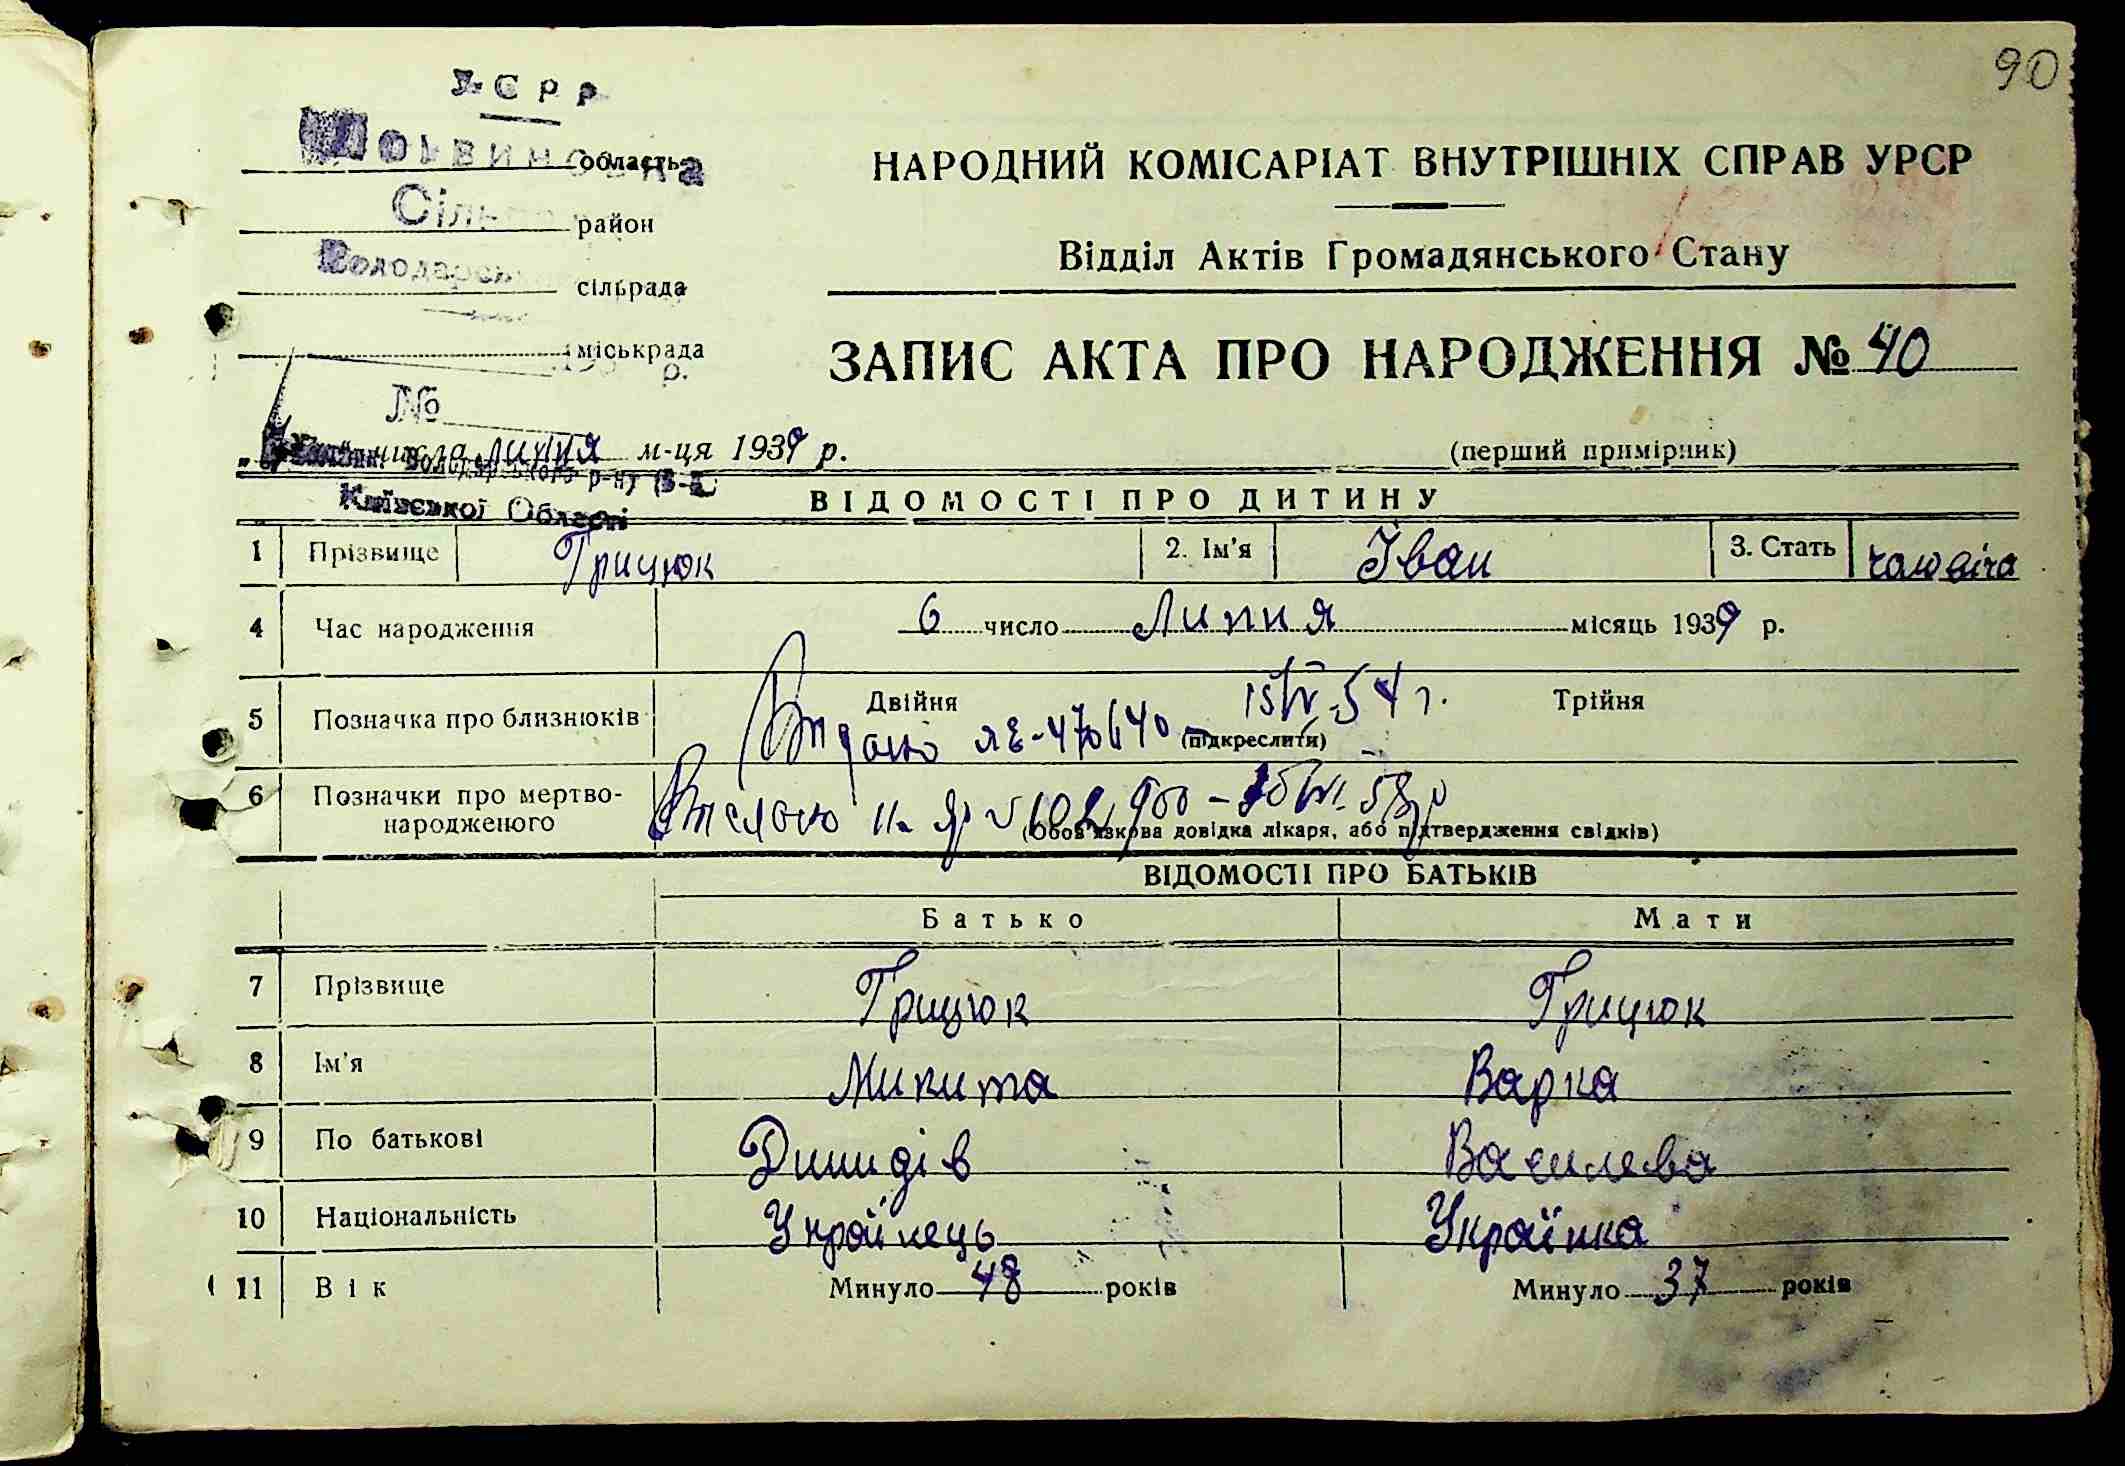 90
УСРР
область
Сіль
район
Володарськ
сільрада
міськрада
р.
№
числа липня м-ця 1939 р.
Київської Області
НАРОДНИЙ КОМІСАРІАТ ВНУТРІШНІХ СПРАВ УРСР
Відділ Актів Громадянського Стану
ЗАПИС АКТА ПРО НАРОДЖЕННЯ № 40
(перший примірник)
ВІДОМОСТІ ПРО ДИТИНУ
1 Прізвище Грицюк 2. Ім'я Іван 3. Стать чаловіча
4 Час народження 6 число Липня місяць 1939 р.
5 Позначка про близнюків Двійня Трійня
(підкреслити)
6 Позначки про мертво-
народженого
(Обов'язкова довідка лікаря, або підтвердження свідків)
ВІДОМОСТІ ПРО БАТЬКІВ
Батько Мати
7 Прізвище Грицюк Грицюк
8 Ім'я Микита Варка
9 По батькові Василева
10 Національність Українець Українка
11 Вік Минуло 48 років Минуло 37 років